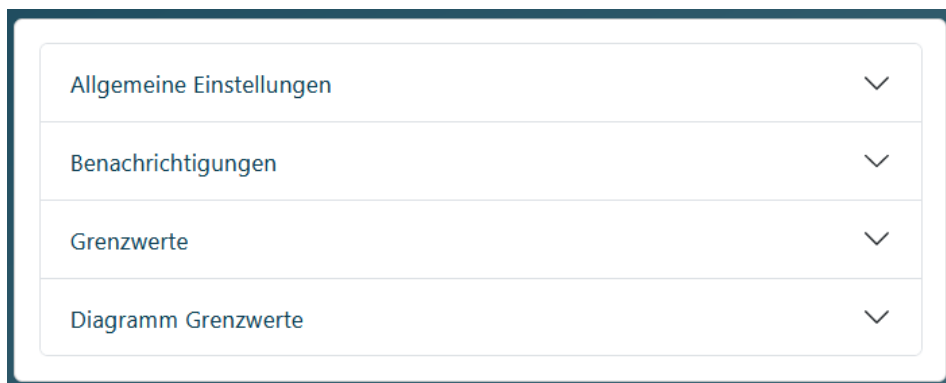 Allgemeine Einstellungen
Benachrichtigungen
Grenzwerte
Diagramm Grenzwerte